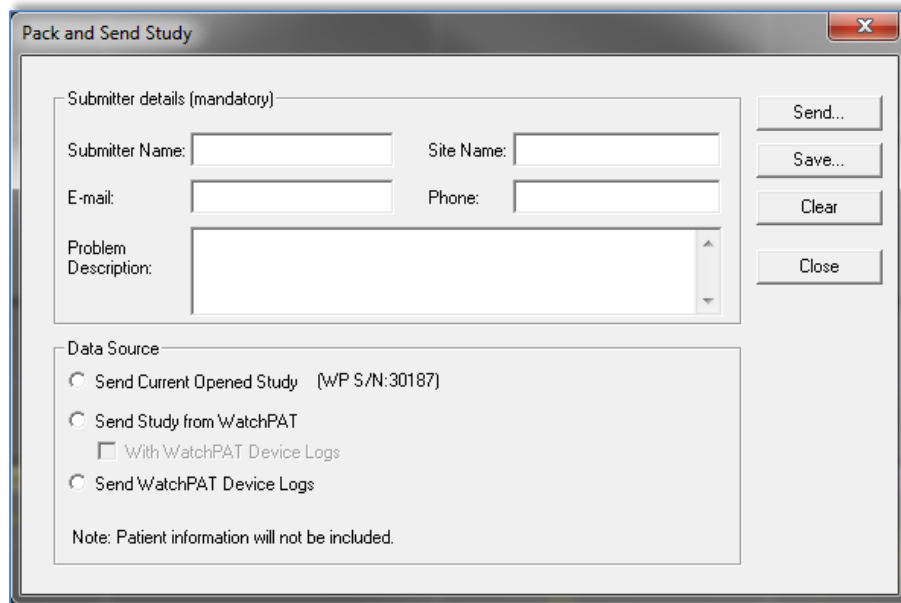 Pack and Send Study
Submitter details (mandatory)
Submitter Name:
Site Name:
E-mail:
Phone:
Problem
Description:
Send...
Save...
Clear
Close
Data Source
Send Current Opened Study (WP S/N:30187)
Send Study from WatchPAT
With WatchPAT Device Logs
Send WatchPAT Device Logs
Note: Patient information will not be included.